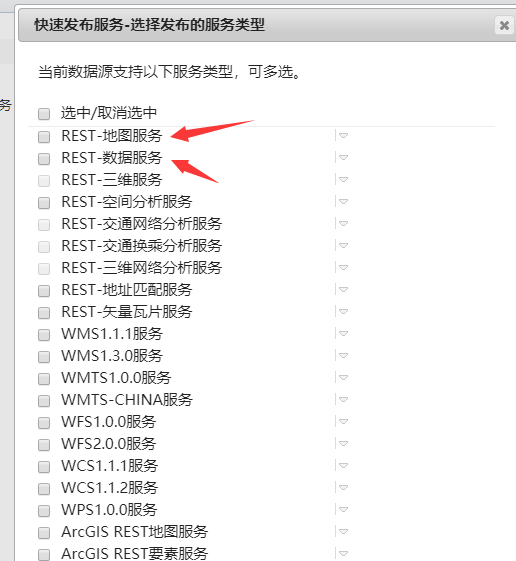 快速发布服务-选择发布的服务类型
当前数据源支持以下服务类型，可多选。
务
选中/取消选中
REST-地图服务
REST-数据服务
REST-三维服务
REST-空间分析服务
REST-交通网络分析服务
REST-交通换乘分析服务
REST-三维网络分析服务
REST-地址匹配服务
REST-矢量瓦片服务
WMS1.1.1服务
WMS1.3.0服务
WMTS1.0.0服务
WMTS-CHINA服务
WFS1.0.0服务
WFS2.0.0服务
WCS1.1.1服务
WCS1.1.2服务
WPS1.0.0服务
ArcGIS REST地图服务
ArcGIS REST要素服务